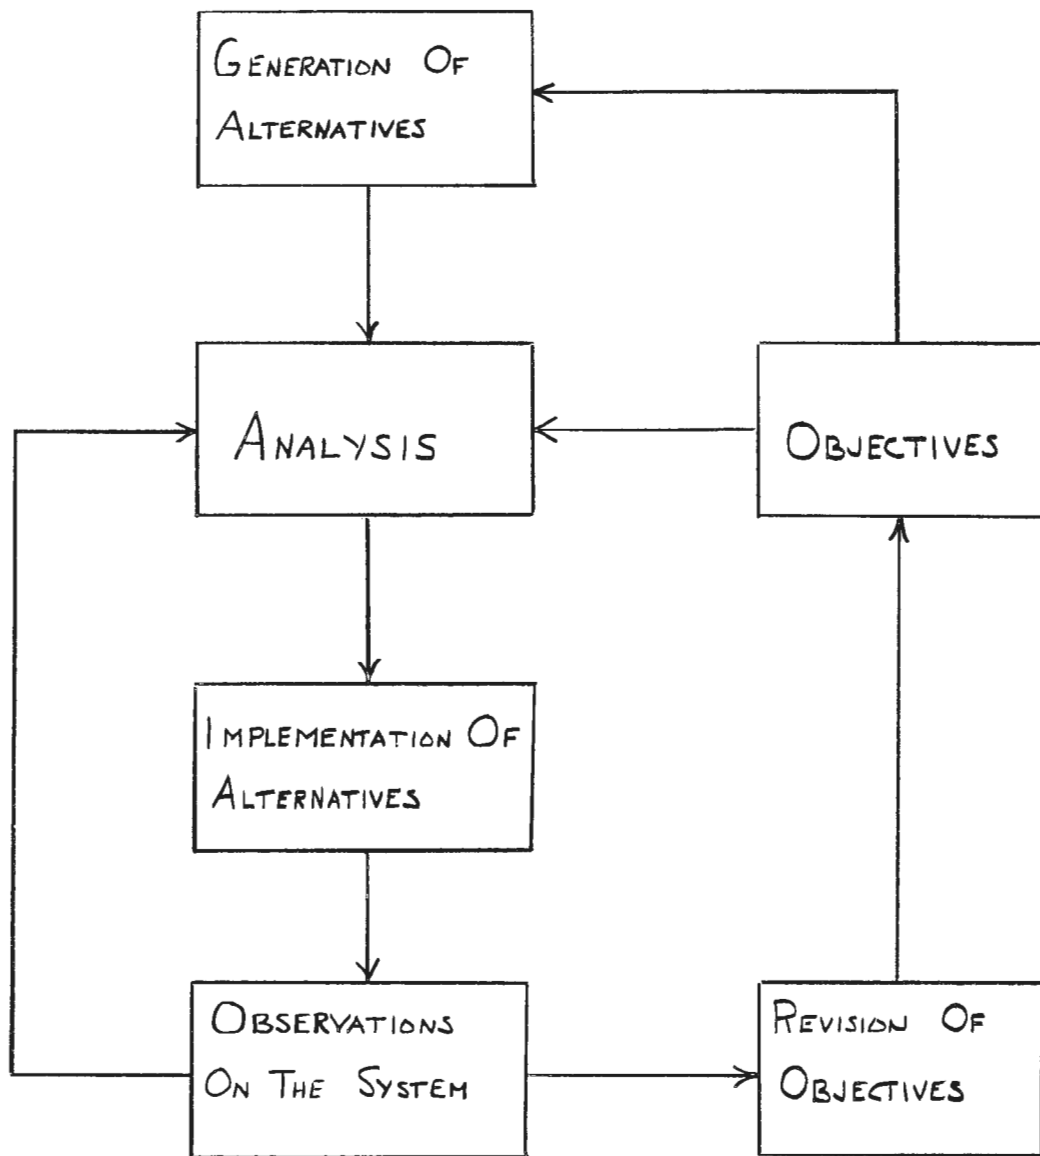 Generation Of
Alternatives
Analysis
Objectives
Implementation Of
Alternatives
Observations
On The System
Revision Of
Objectives